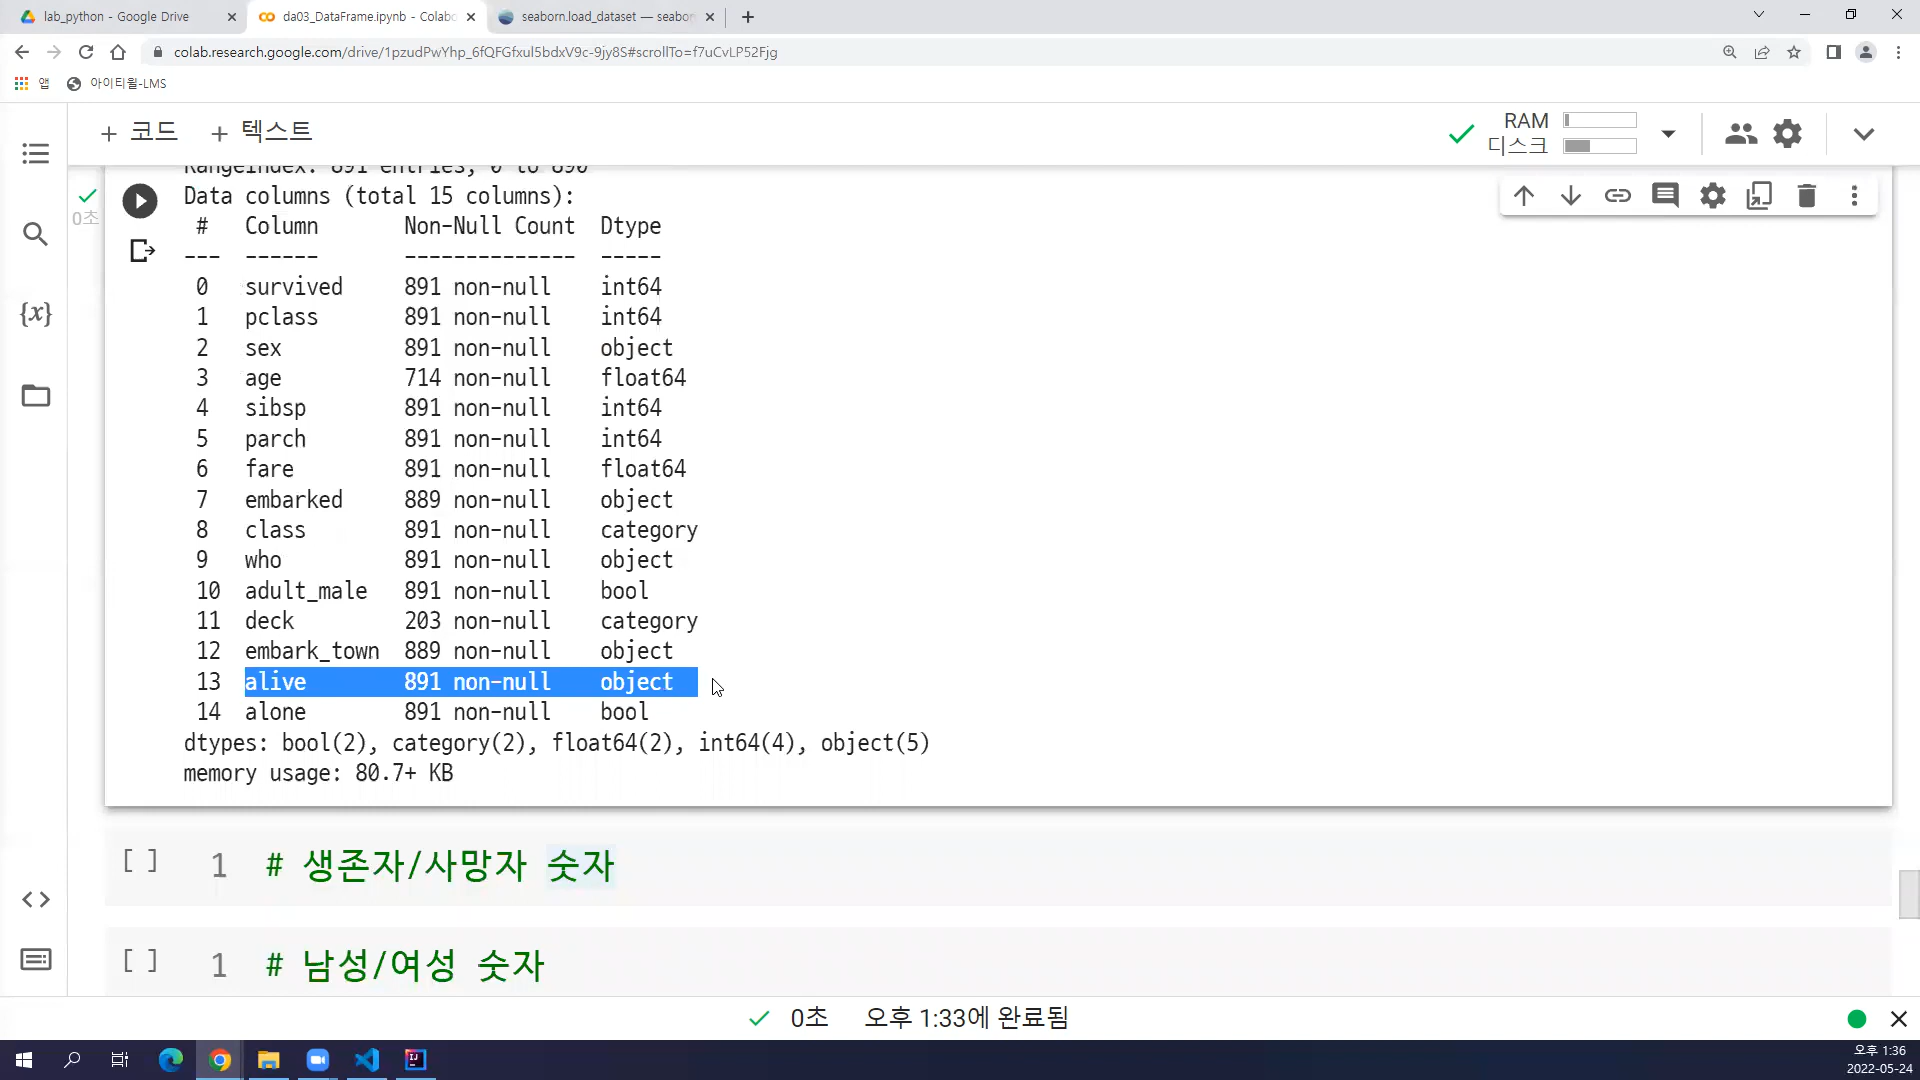 lab_python - Google Drive
da03_DataFrame.ipynb - Colabo
seaborn.load_dataset — seabor
colab.research.google.com/drive/1pzudPwYhp_6fQFGfxul5bdxV9c-9jy8S#scrollTo=f7uCvLP52Fjg
앱
아이티윌-LMS
+ 코드
+ 텍스트
RAM
디스크
0초
RangeIndex: 891 entries, 0 to 890
Data columns (total 15 columns):
# Column Non-Null Count Dtype
--- ------ -------------- -----
0 survived 891 non-null int64
1 pclass 891 non-null int64
2 sex 891 non-null object
3 age 714 non-null float64
4 sibsp 891 non-null int64
5 parch 891 non-null int64
6 fare 891 non-null float64
7 embarked 889 non-null object
8 class 891 non-null category
9 who 891 non-null object
10 adult_male 891 non-null bool
11 deck 203 non-null category
12 embark_town 889 non-null object
13 alive 891 non-null object
14 alone 891 non-null bool
dtypes: bool(2), category(2), float64(2), int64(4), object(5)
memory usage: 80.7+ KB
[ ] 1 # 생존자/사망자 숫자
[ ] 1 # 남성/여성 숫자
0초 오후 1:33에 완료됨
오후 1:36
2022-05-24